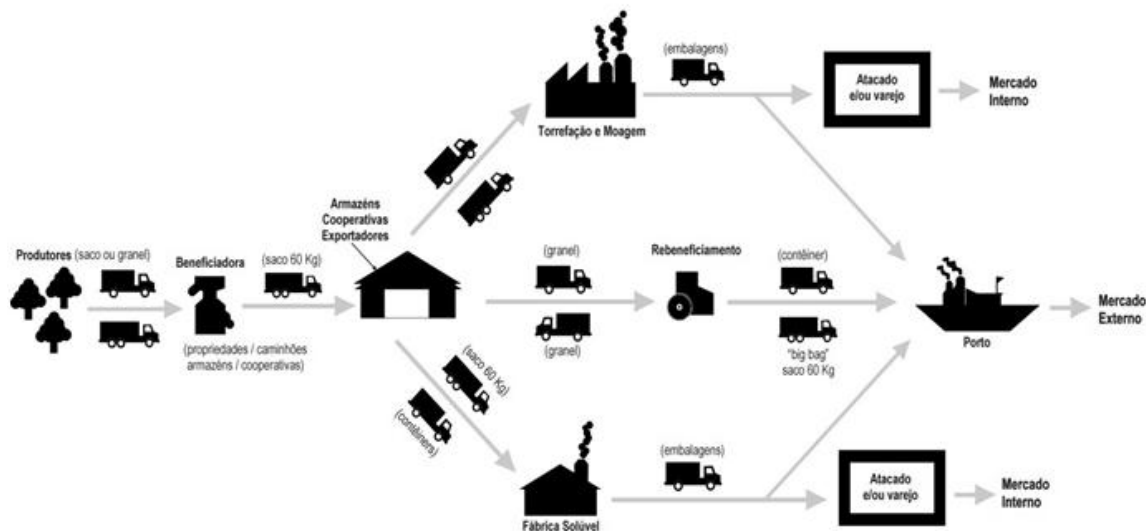 (embalagens)
Atacado
e/ou varejo
Mercado
Interno
Torrefação e Moagem
Armazéns
Cooperativas
Exportadores
Produtores (saco ou granel)
Beneficiadora
(saco 60 Kg)
(propriedades / caminhões
armazéns / cooperativas)
(granel)
(granel)
Rebeneficiamento
(contêiner)
"big bag"
saco 60 Kg
Porto
Mercado
Externo
(saco 60 Kg)
(contêiners)
Fábrica Solúvel
(embalagens)
Atacado
e/ou varejo
Mercado
Interno